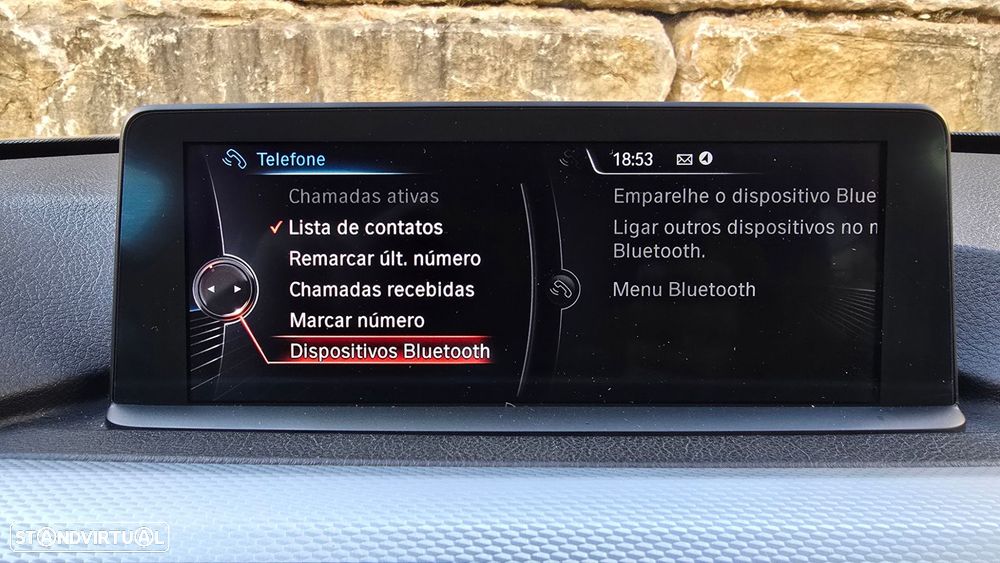 Telefone
Chamadas ativas
Lista de contatos
Remarcar últ. número
Chamadas recebidas
Marcar número
Dispositivos Bluetooth
18:53
Emparelhe o dispositivo Blue
Ligar outros dispositivos no
Bluetooth.
Menu Bluetooth
STANDVIRTUAL